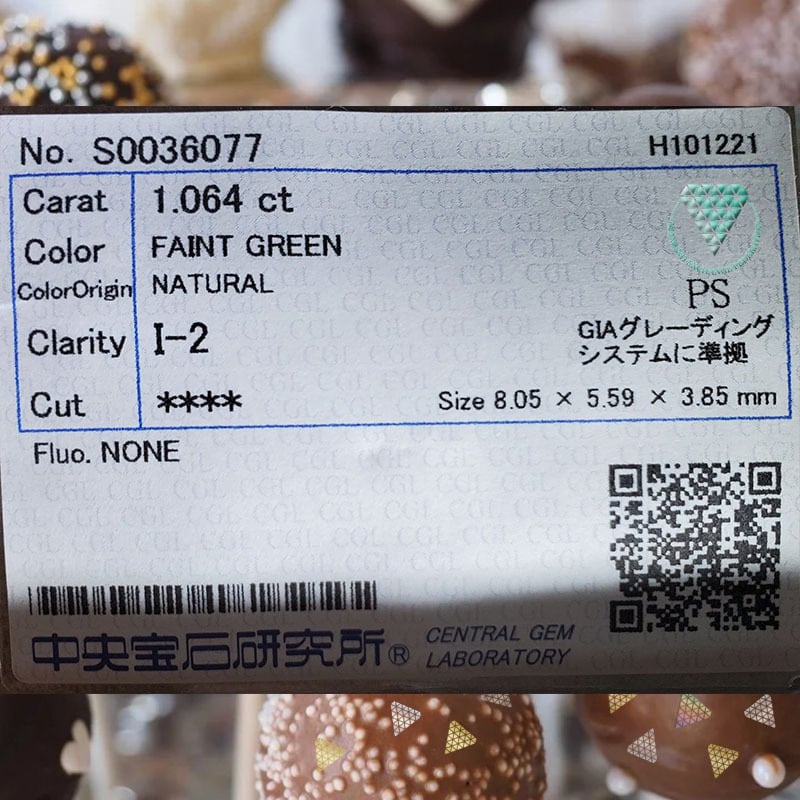 No. S0036077
H101221
Carat 1.064 ct
Color FAINT GREEN
ColorOrigin NATURAL
PS
Clarity I-2
GIAグレーディング
システムに準拠
Cut ****
Size 8.05 × 5.59 × 3.85 mm
Fluo. NONE
中央宝石研究所®
CENTRAL GEM
LABORATORY